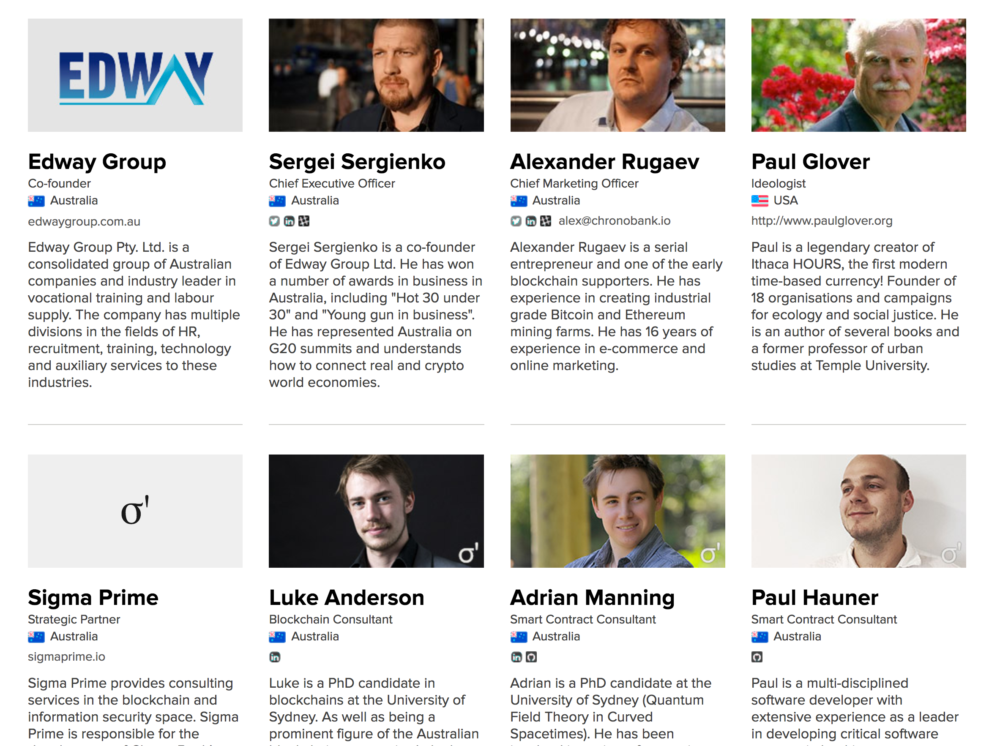 EDWAY
Edway Group
Co-founder
Australia
edwaygroup.com.au
Edway Group Pty. Ltd. is a
consolidated group of Australian
companies and industry leader in
vocational training and labour
supply. The company has multiple
divisions in the fields of HR,
recruitment, training, technology
and auxiliary services to these
industries.
Sergei Sergienko
Chief Executive Officer
Australia
in
Sergei Sergienko is a co-founder
of Edway Group Ltd. He has won
a number of awards in business in
Australia, including "Hot 30 under
30" and "Young gun in business".
He has represented Australia on
G20 summits and understands
how to connect real and crypto
world economies.
Alexander Rugaev
Chief Marketing Officer
Australia
in alex@chronobank.io
Alexander Rugaev is a serial
entrepreneur and one of the early
blockchain supporters. He has
experience in creating industrial
grade Bitcoin and Ethereum
mining farms. He has 16 years of
experience in e-commerce and
online marketing.
Paul Glover
Ideologist
USA
http://www.paulglover.org
Paul is a legendary creator of
Ithaca HOURS, the first modern
time-based currency! Founder of
18 organisations and campaigns
for ecology and social justice. He
is an author of several books and
a former professor of urban
studies at Temple University.
σ'
Sigma Prime
Strategic Partner
Australia
sigmaprime.io
Sigma Prime provides consulting
services in the blockchain and
information security space. Sigma
Prime is responsible for the
σ'
Luke Anderson
Blockchain Consultant
Australia
in
Luke is a PhD candidate in
blockchains at the University of
Sydney. As well as being a
prominent figure of the Australian
σ'
Adrian Manning
Smart Contract Consultant
Australia
in
Adrian is a PhD candidate at the
University of Sydney (Quantum
Field Theory in Curved
Spacetimes). He has been
σ'
Paul Hauner
Smart Contract Consultant
Australia
Paul is a multi-disciplined
software developer with
extensive experience as a leader
in developing critical software